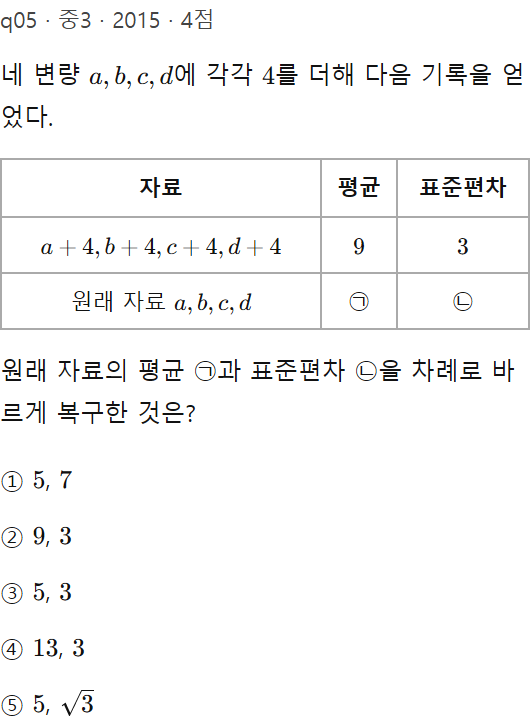 q05 · 중3 · 2015 · 4점
네 변량 a, b, c, d에 각각 4를 더해 다음 기록을 얻
었다.
자료 평균 표준편차
a + 4, b + 4, c + 4, d + 4 9 3
원래 자료 a, b, c, d ㉠ ㉡
원래 자료의 평균 ㉠과 표준편차 ㉡을 차례로 바
르게 복구한 것은?
① 5, 7
② 9, 3
③ 5, 3
④ 13, 3
⑤ 5, √3